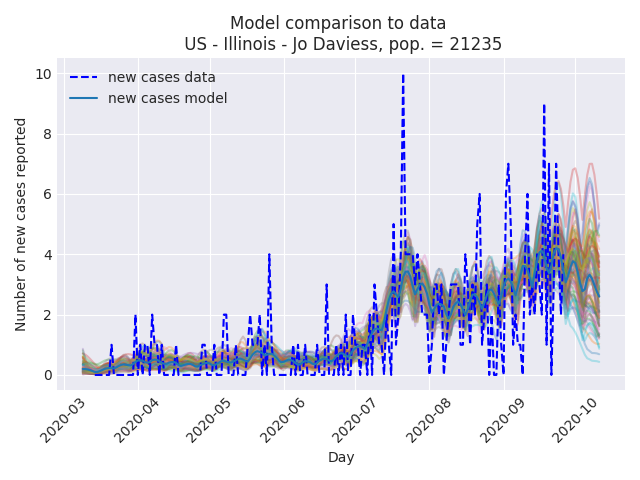 Model comparison to data
US - Illinois - Jo Daviess, pop. = 21235
new cases data
new cases model
Number of new cases reported
10
8
6
4
2
0
2020-03
2020-04
2020-05
2020-06
2020-07
2020-08
2020-09
2020-10
Day